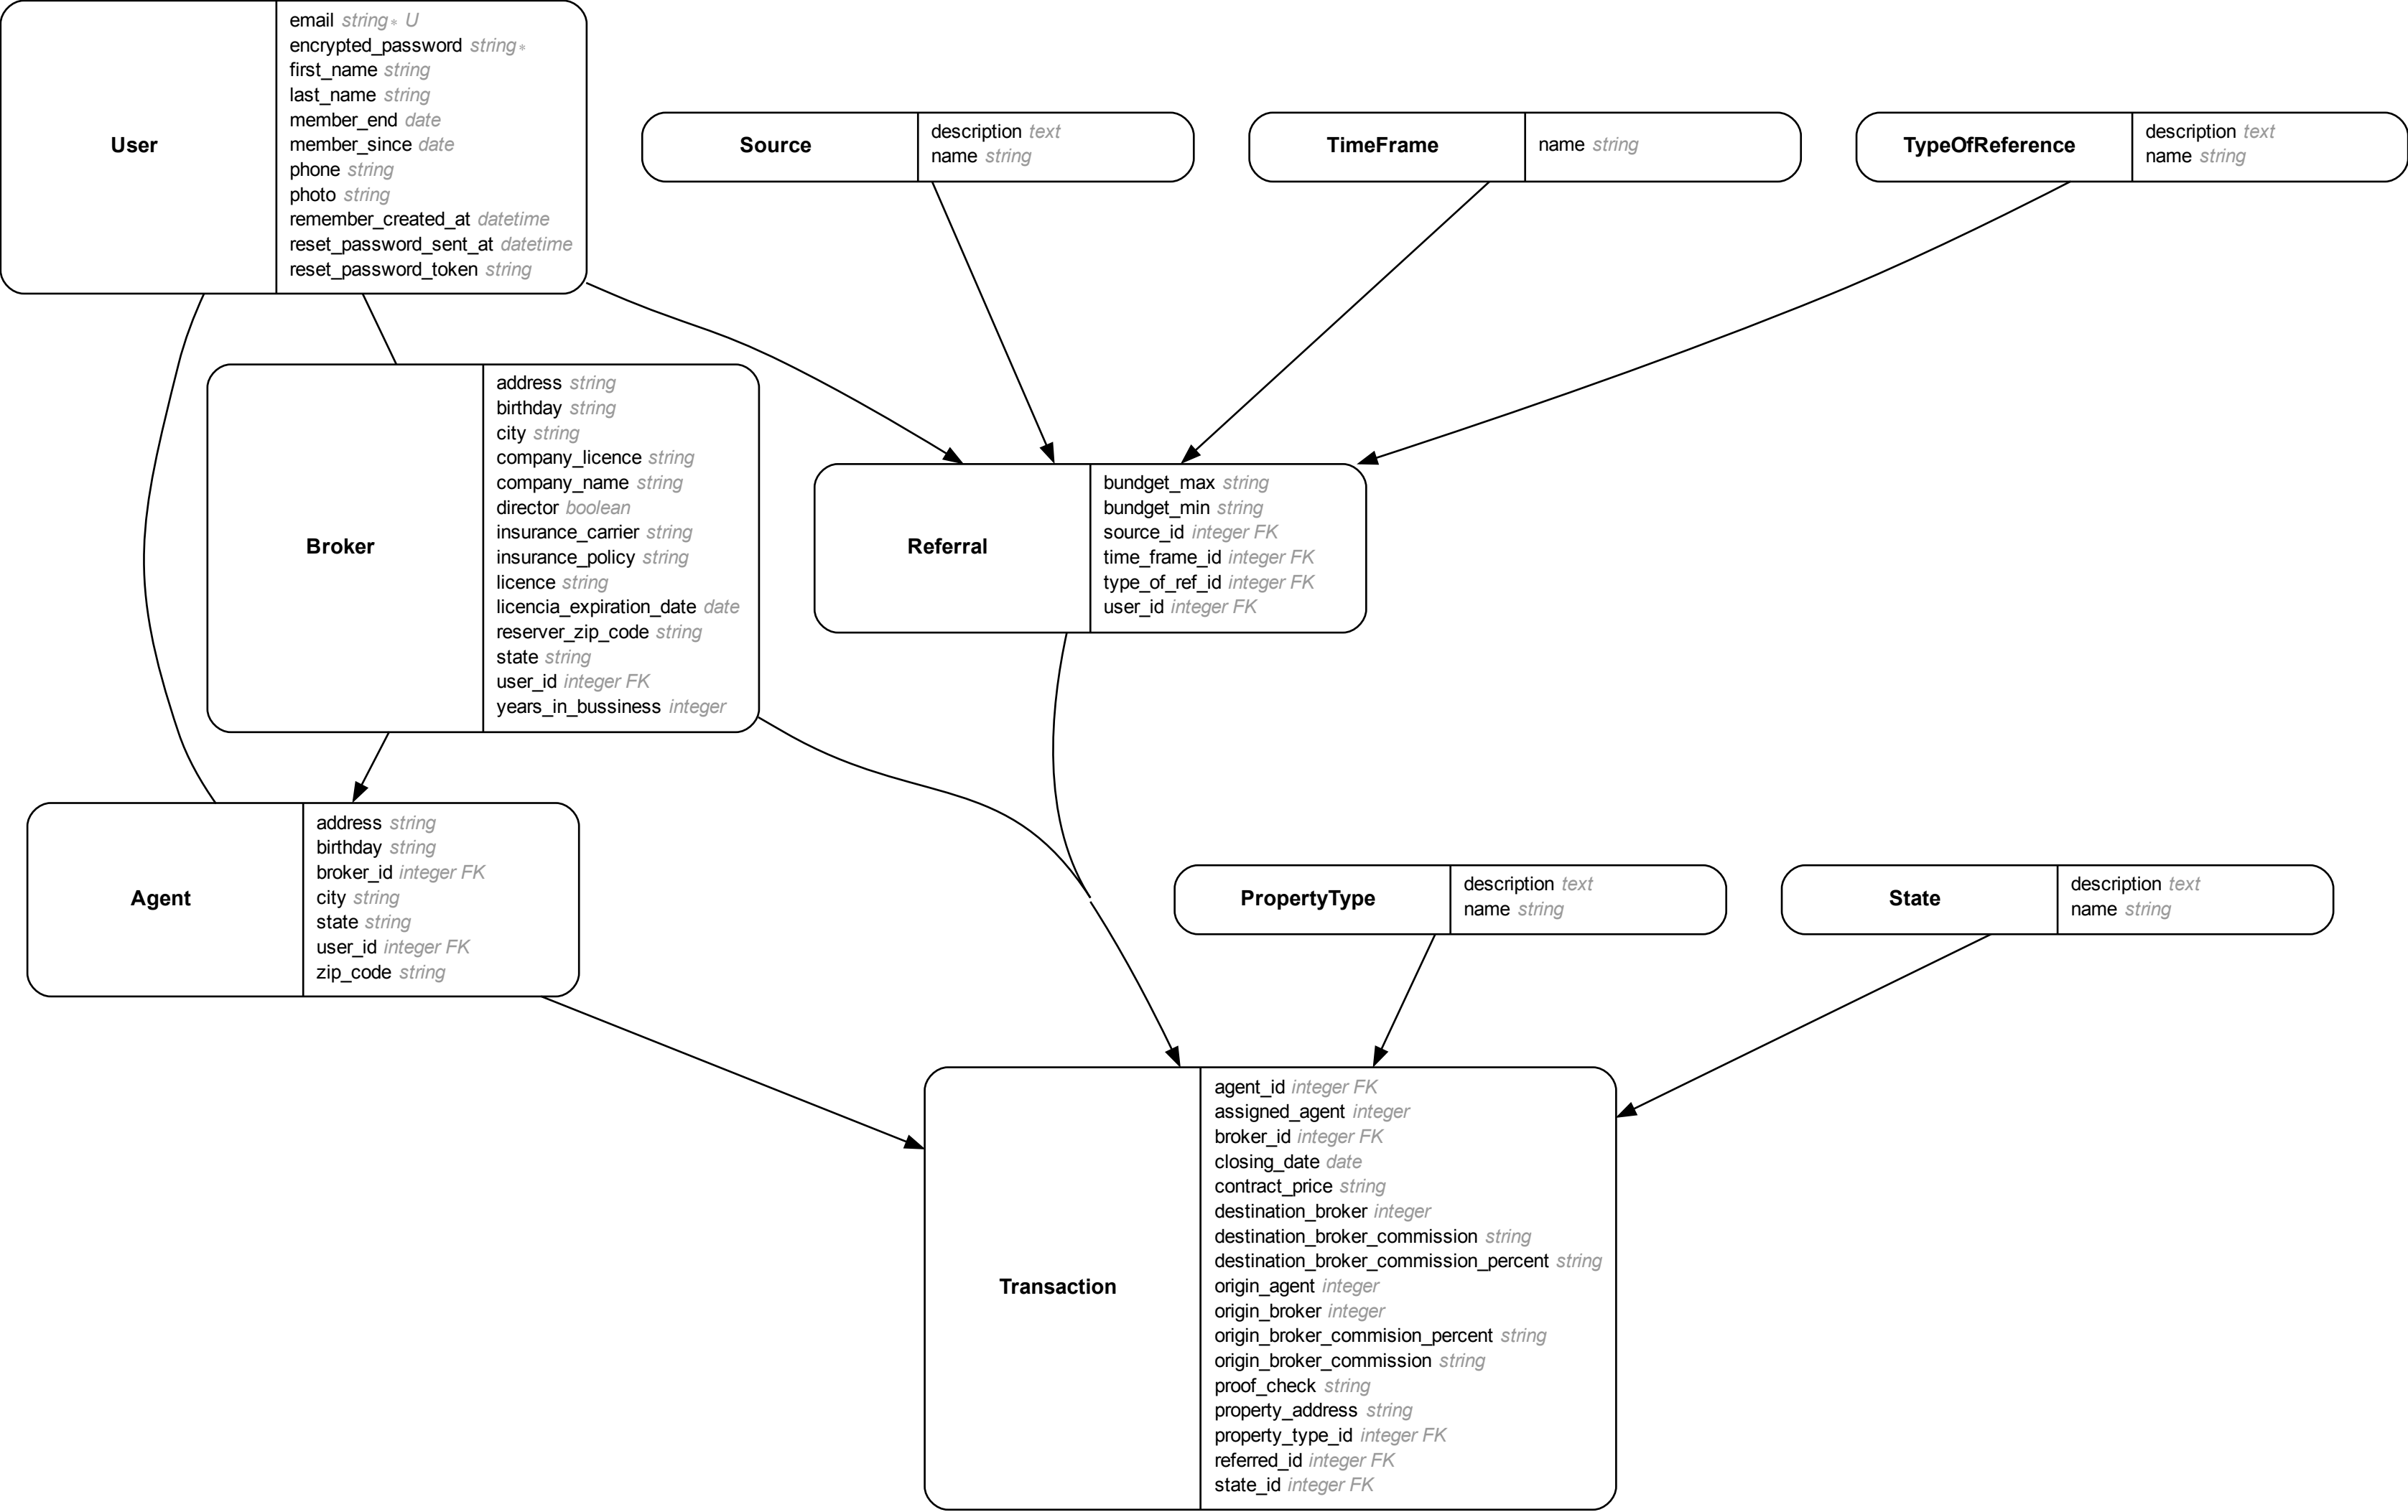 User
email string* U
encrypted_password string*
first_name string
last_name string
member_end date
member_since date
phone string
photo string
remember_created_at datetime
reset_password_sent_at datetime
reset_password_token string
Source
description text
name string
TimeFrame
name string
TypeOfReference
description text
name string
Broker
address string
birthday string
city string
company_licence string
company_name string
director boolean
insurance_carrier string
insurance_policy string
licence string
licencia_expiration_date date
reserver_zip_code string
state string
user_id integer FK
years_in_bussiness integer
Referral
bundget_max string
bundget_min string
source_id integer FK
time_frame_id integer FK
type_of_ref_id integer FK
user_id integer FK
Agent
address string
birthday string
broker_id integer FK
city string
state string
user_id integer FK
zip_code string
PropertyType
description text
name string
State
description text
name string
Transaction
agent_id integer FK
assigned_agent integer
broker_id integer FK
closing_date date
contract_price string
destination_broker integer
destination_broker_commission string
destination_broker_commission_percent string
origin_agent integer
origin_broker integer
origin_broker_commision_percent string
origin_broker_commission string
proof_check string
property_address string
property_type_id integer FK
referred_id integer FK
state_id integer FK